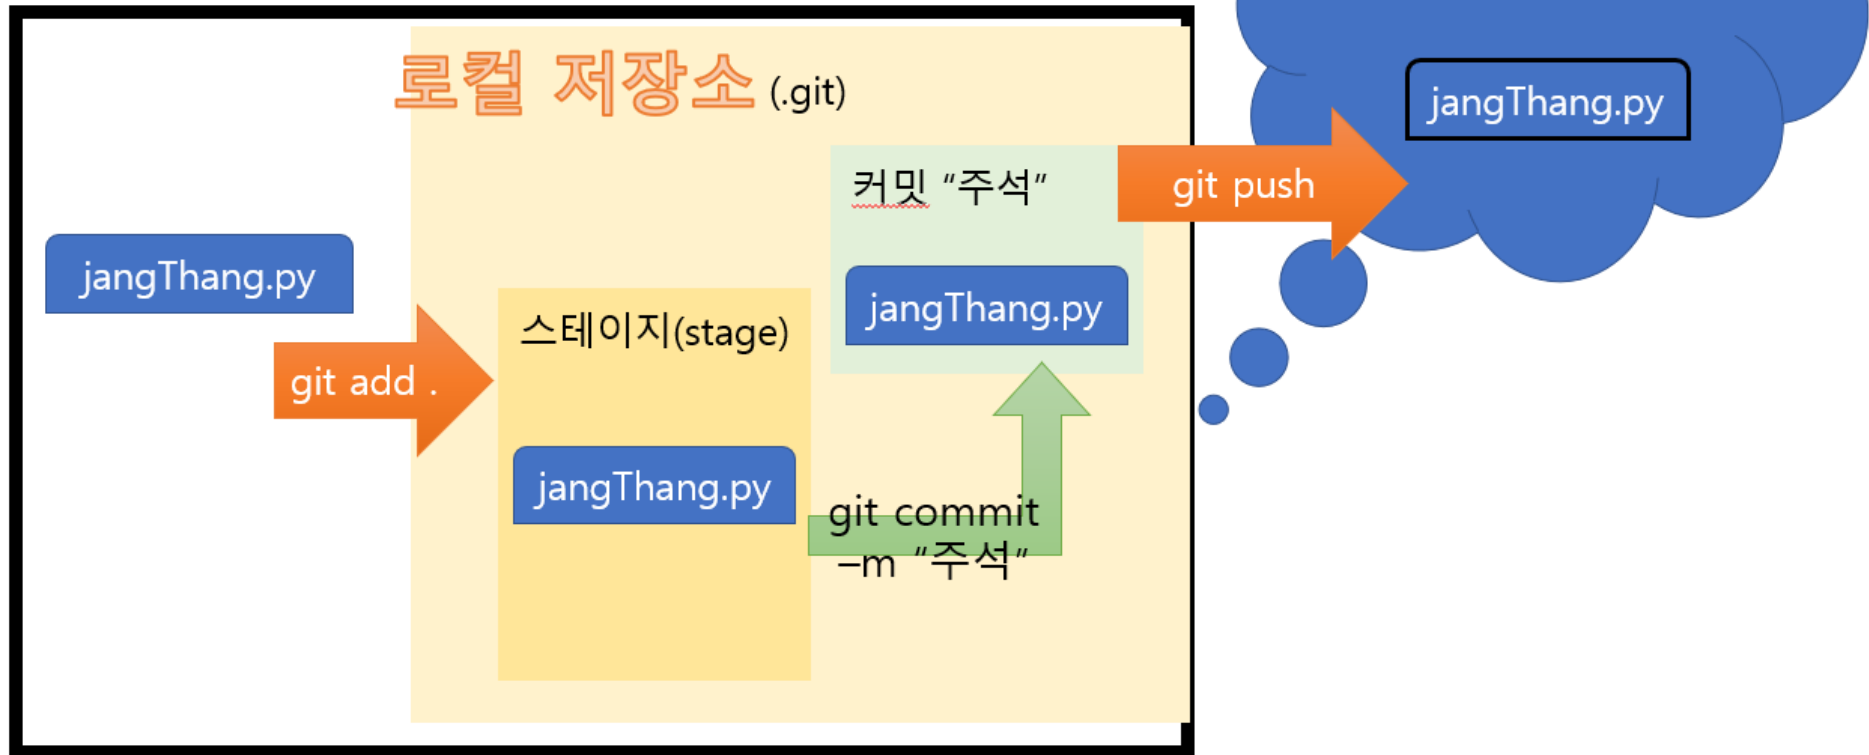 로컬 저장소 (.git)
jangThang.py
git add .
스테이지(stage)
jangThang.py
git commit
–m “주석”
커밋 “주석”
jangThang.py
git push
jangThang.py